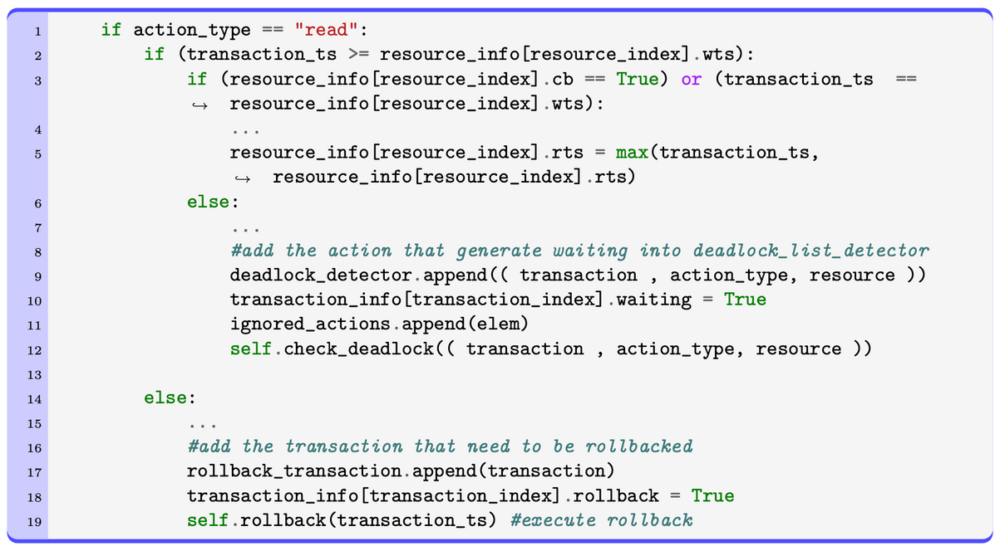 1 if action_type == "read":
2 if (transaction_ts >= resource_info[resource_index].wts):
3 if (resource_info[resource_index].cb == True) or (transaction_ts ==
↪ resource_info[resource_index].wts):
4 ...
5 resource_info[resource_index].rts = max(transaction_ts,
↪ resource_info[resource_index].rts)
6 else:
7 ...
8 #add the action that generate waiting into deadlock_list_detector
9 deadlock_detector.append(( transaction , action_type, resource ))
10 transaction_info[transaction_index].waiting = True
11 ignored_actions.append(elem)
12 self.check_deadlock(( transaction , action_type, resource ))
13
14 else:
15 ...
16 #add the transaction that need to be rollbacked
17 rollback_transaction.append(transaction)
18 transaction_info[transaction_index].rollback = True
19 self.rollback(transaction_ts) #execute rollback